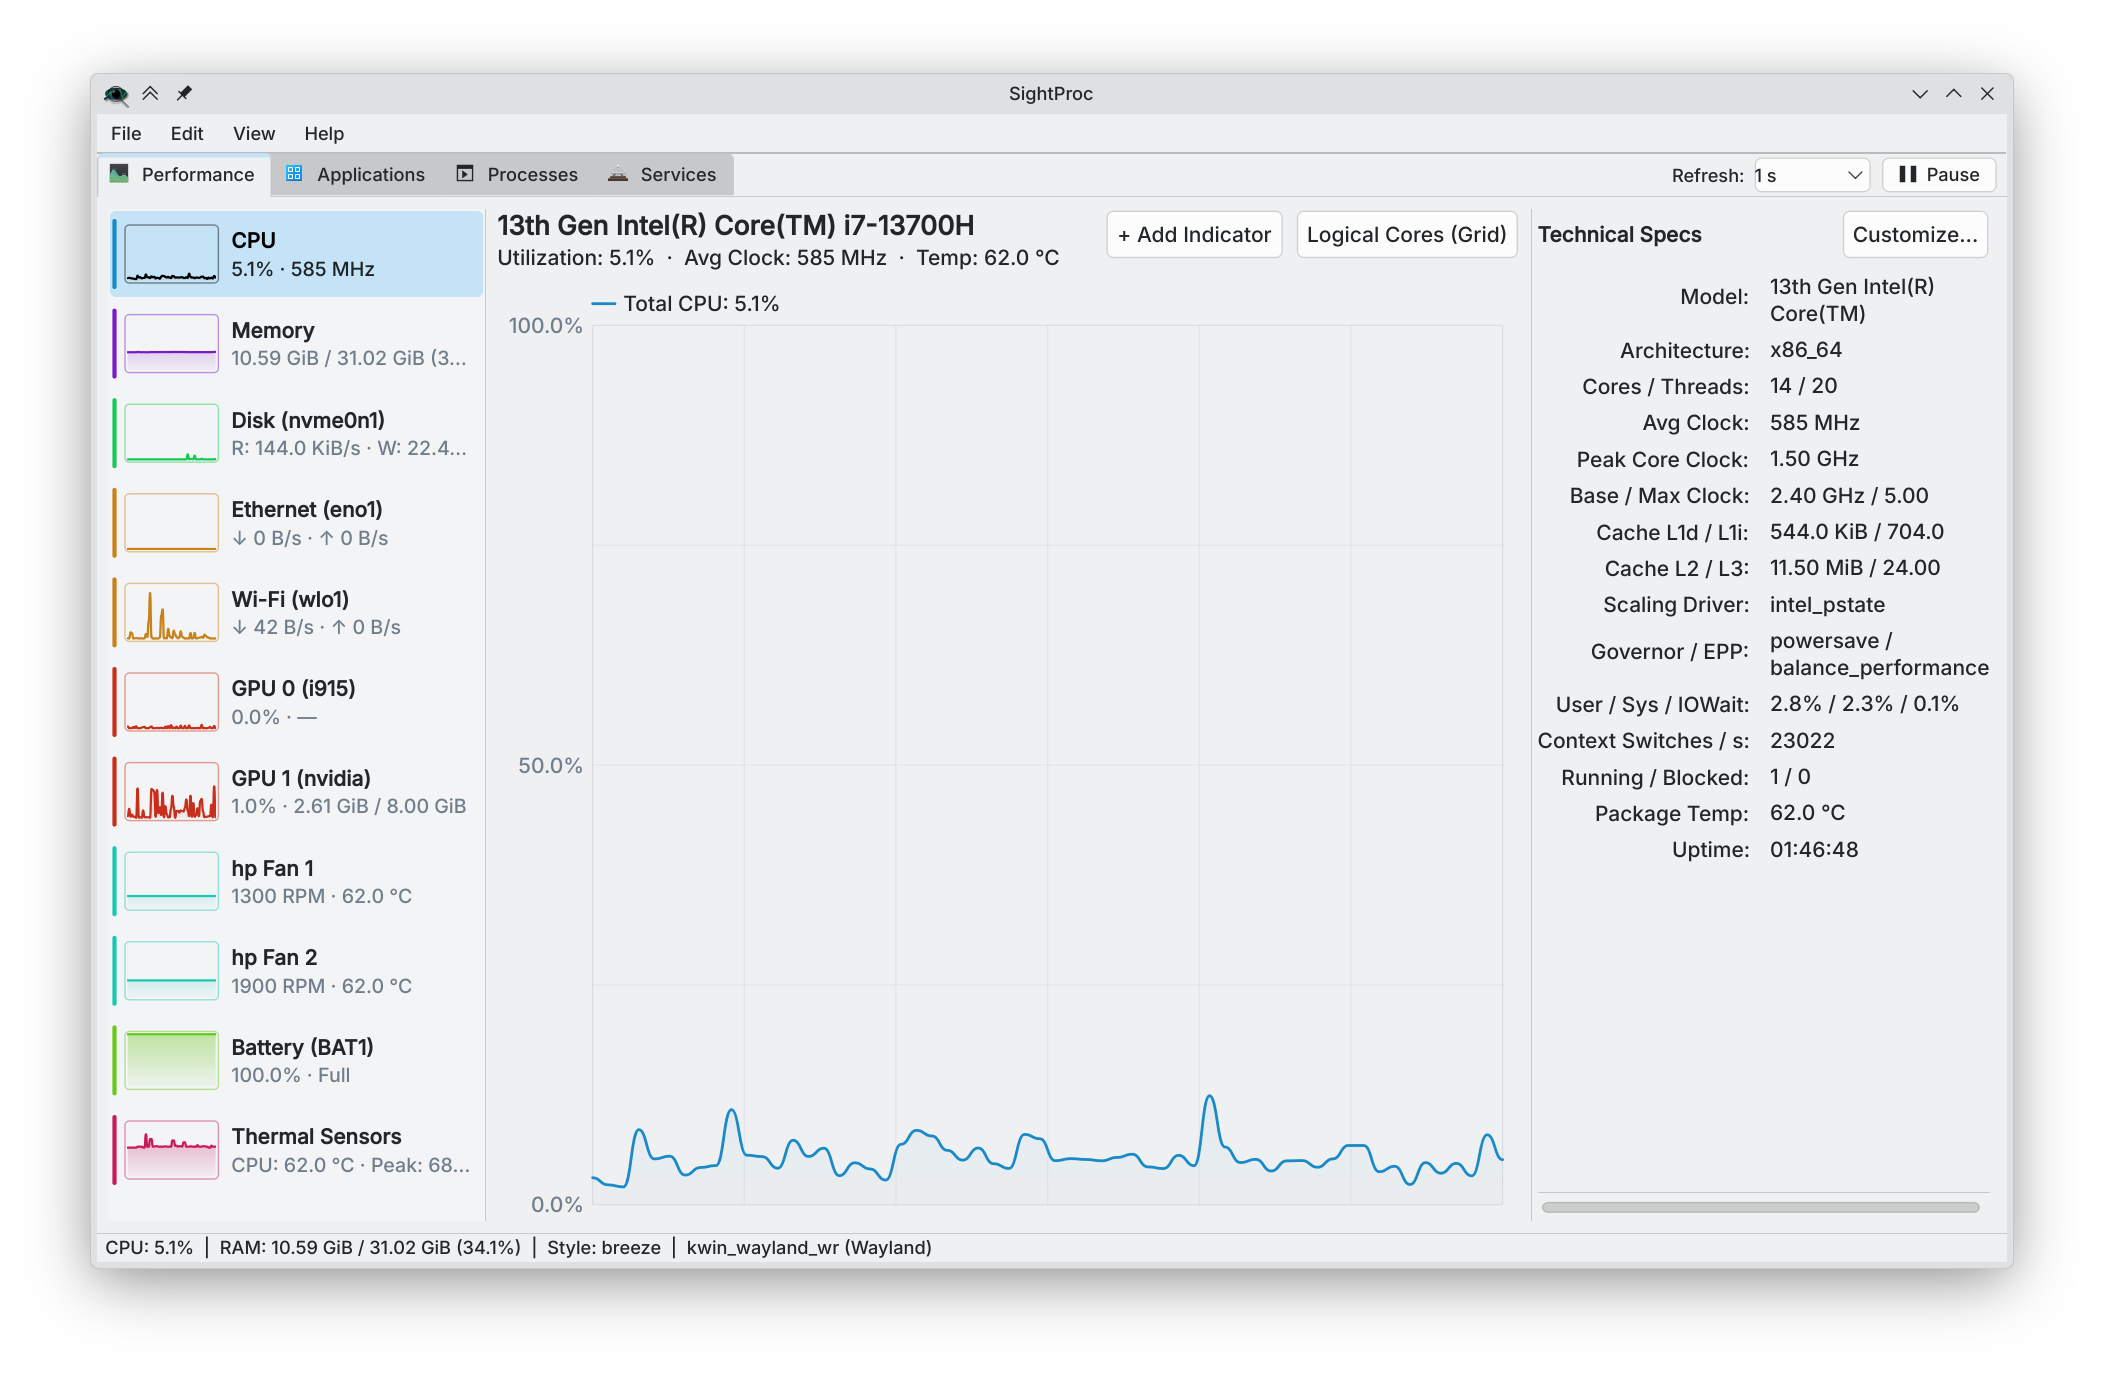 SightProc
File Edit View Help
Performance Applications Processes Services Refresh: 1 s Pause
CPU
5.1% · 585 MHz
Memory
10.59 GiB / 31.02 GiB (3...
Disk (nvme0n1)
R: 144.0 KiB/s · W: 22.4...
Ethernet (eno1)
↓ 0 B/s · ↑ 0 B/s
Wi-Fi (wlo1)
↓ 42 B/s · ↑ 0 B/s
GPU 0 (i915)
0.0% · —
GPU 1 (nvidia)
1.0% · 2.61 GiB / 8.00 GiB
hp Fan 1
1300 RPM · 62.0 °C
hp Fan 2
1900 RPM · 62.0 °C
Battery (BAT1)
100.0% · Full
Thermal Sensors
CPU: 62.0 °C · Peak: 68...
13th Gen Intel(R) Core(TM) i7-13700H
Utilization: 5.1% · Avg Clock: 585 MHz · Temp: 62.0 °C
+ Add Indicator
Logical Cores (Grid)
Total CPU: 5.1%
100.0%
50.0%
0.0%
Technical Specs
Customize...
Model: 13th Gen Intel(R)
Core(TM)
Architecture: x86_64
Cores / Threads: 14 / 20
Avg Clock: 585 MHz
Peak Core Clock: 1.50 GHz
Base / Max Clock: 2.40 GHz / 5.00
Cache L1d / L1i: 544.0 KiB / 704.0
Cache L2 / L3: 11.50 MiB / 24.00
Scaling Driver: intel_pstate
Governor / EPP: powersave /
balance_performance
User / Sys / IOWait: 2.8% / 2.3% / 0.1%
Context Switches / s: 23022
Running / Blocked: 1 / 0
Package Temp: 62.0 °C
Uptime: 01:46:48
CPU: 5.1% | RAM: 10.59 GiB / 31.02 GiB (34.1%) | Style: breeze | kwin_wayland_wr (Wayland)